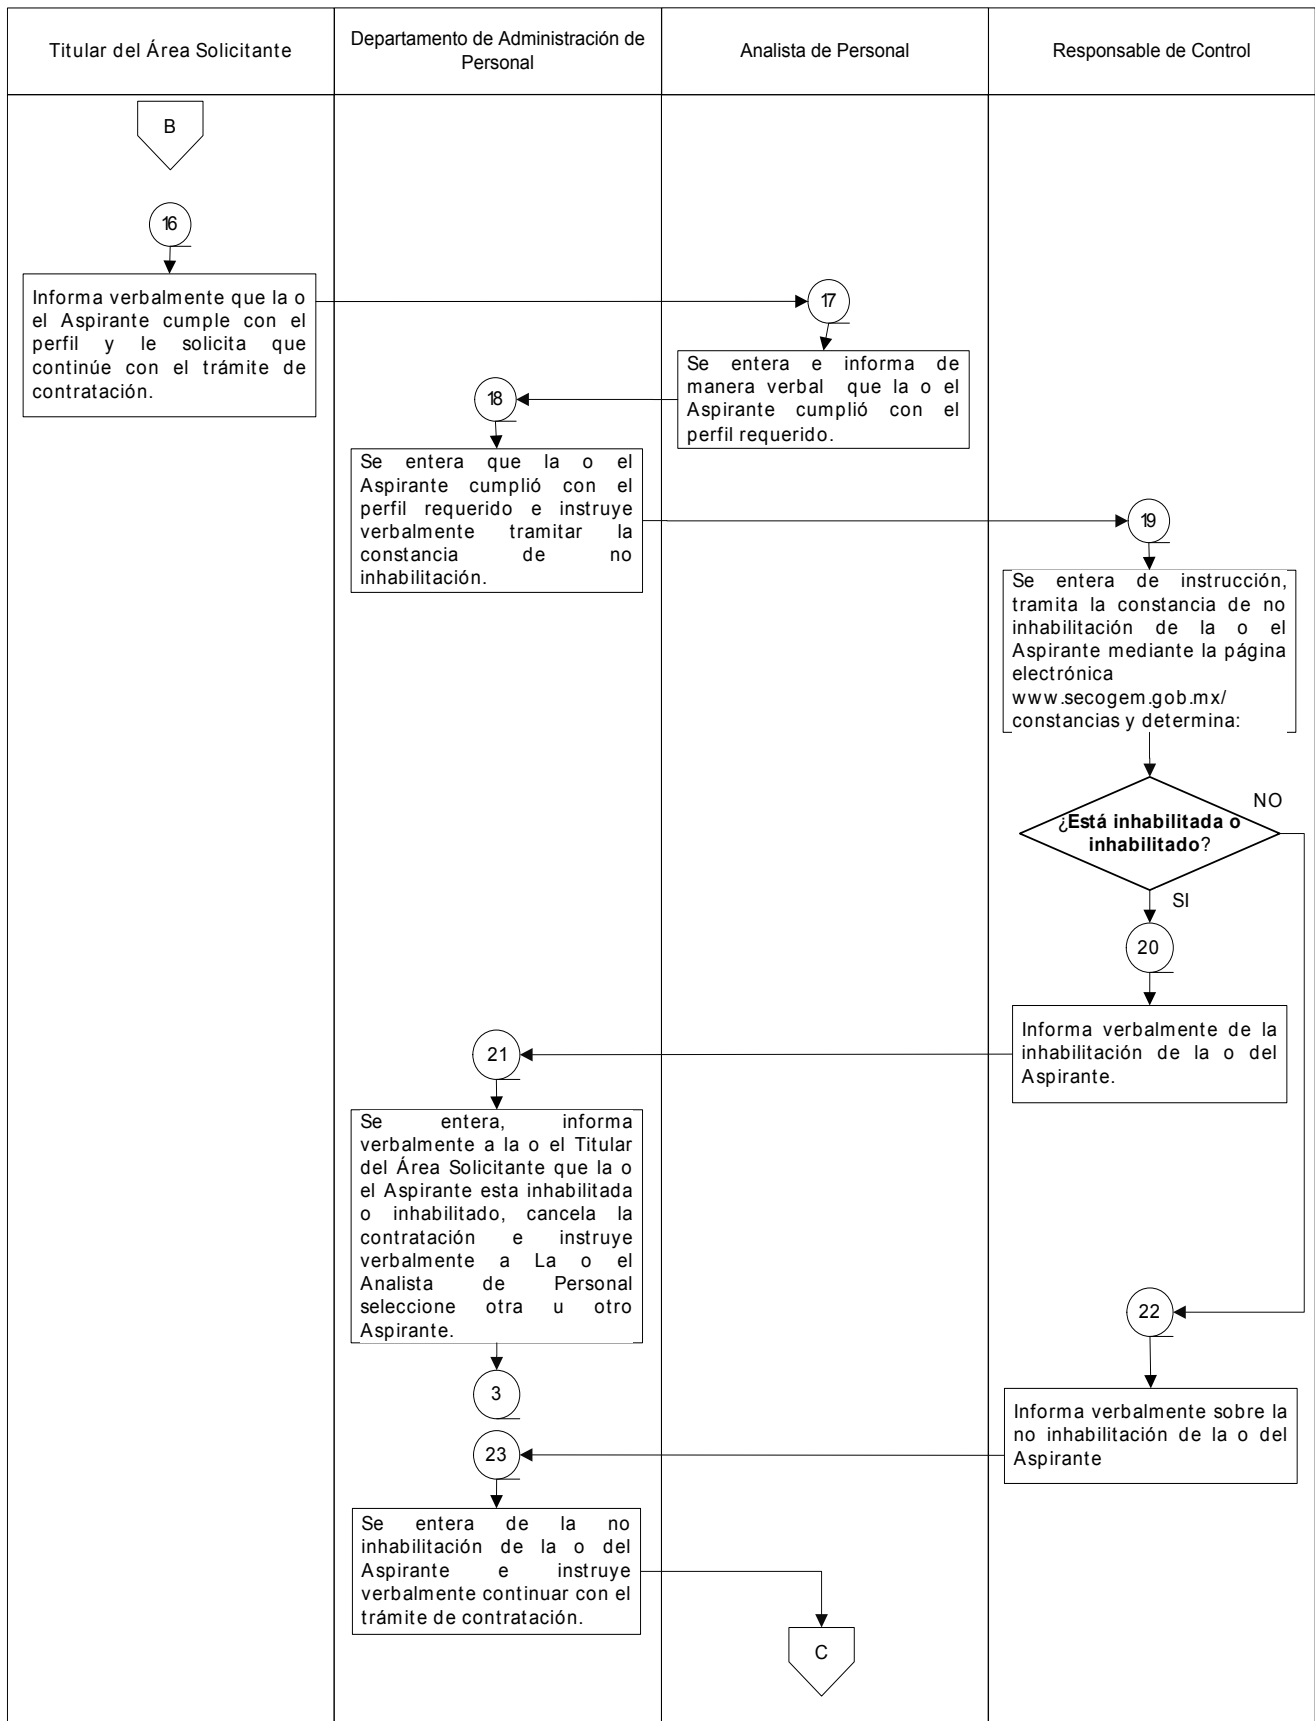 Titular del Área Solicitante
Departamento de Administración de
Personal
Analista de Personal
Responsable de Control
B
16
Informa verbalmente que la o
el Aspirante cumple con el
perfil y le solicita que
continúe con el trámite de
contratación.
17
Se entera e informa de
manera verbal que la o el
Aspirante cumplió con el
perfil requerido.
18
Se entera que la o el
Aspirante cumplió con el
perfil requerido e instruye
verbalmente tramitar la
constancia de no
inhabilitación.
19
Se entera de instrucción,
tramita la constancia de no
inhabilitación de la o el
Aspirante mediante la página
electrónica
www.secogem.gob.mx/
constancias y determina:
¿Está inhabilitada o
inhabilitado?
NO
SI
20
Informa verbalmente de la
inhabilitación de la o del
Aspirante.
21
Se entera, informa
verbalmente a la o el Titular
del Área Solicitante que la o
el Aspirante esta inhabilitada
o inhabilitado, cancela la
contratación e instruye
verbalmente a La o el
Analista de Personal
seleccione otra u otro
Aspirante.
3
22
Informa verbalmente sobre la
no inhabilitación de la o del
Aspirante
23
Se entera de la no
inhabilitación de la o del
Aspirante e instruye
verbalmente continuar con el
trámite de contratación.
C